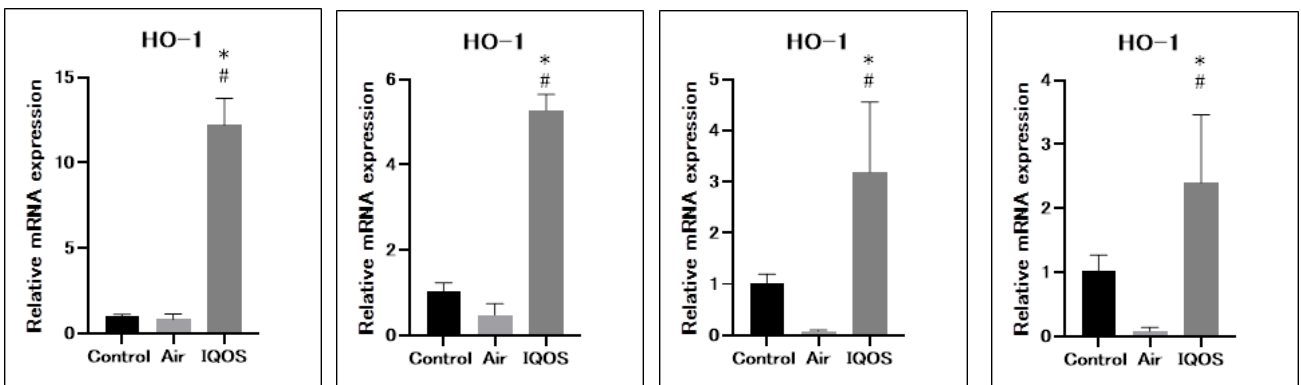 HO-1
*
#
15
10
5
0
Relative mRNA expression
Control Air IQOS
HO-1
*
#
6
4
2
0
Relative mRNA expression
Control Air IQOS
HO-1
*
#
5
4
3
2
1
0
Relative mRNA expression
Control Air IQOS
HO-1
*
#
4
3
2
1
0
Relative mRNA expression
Control Air IQOS